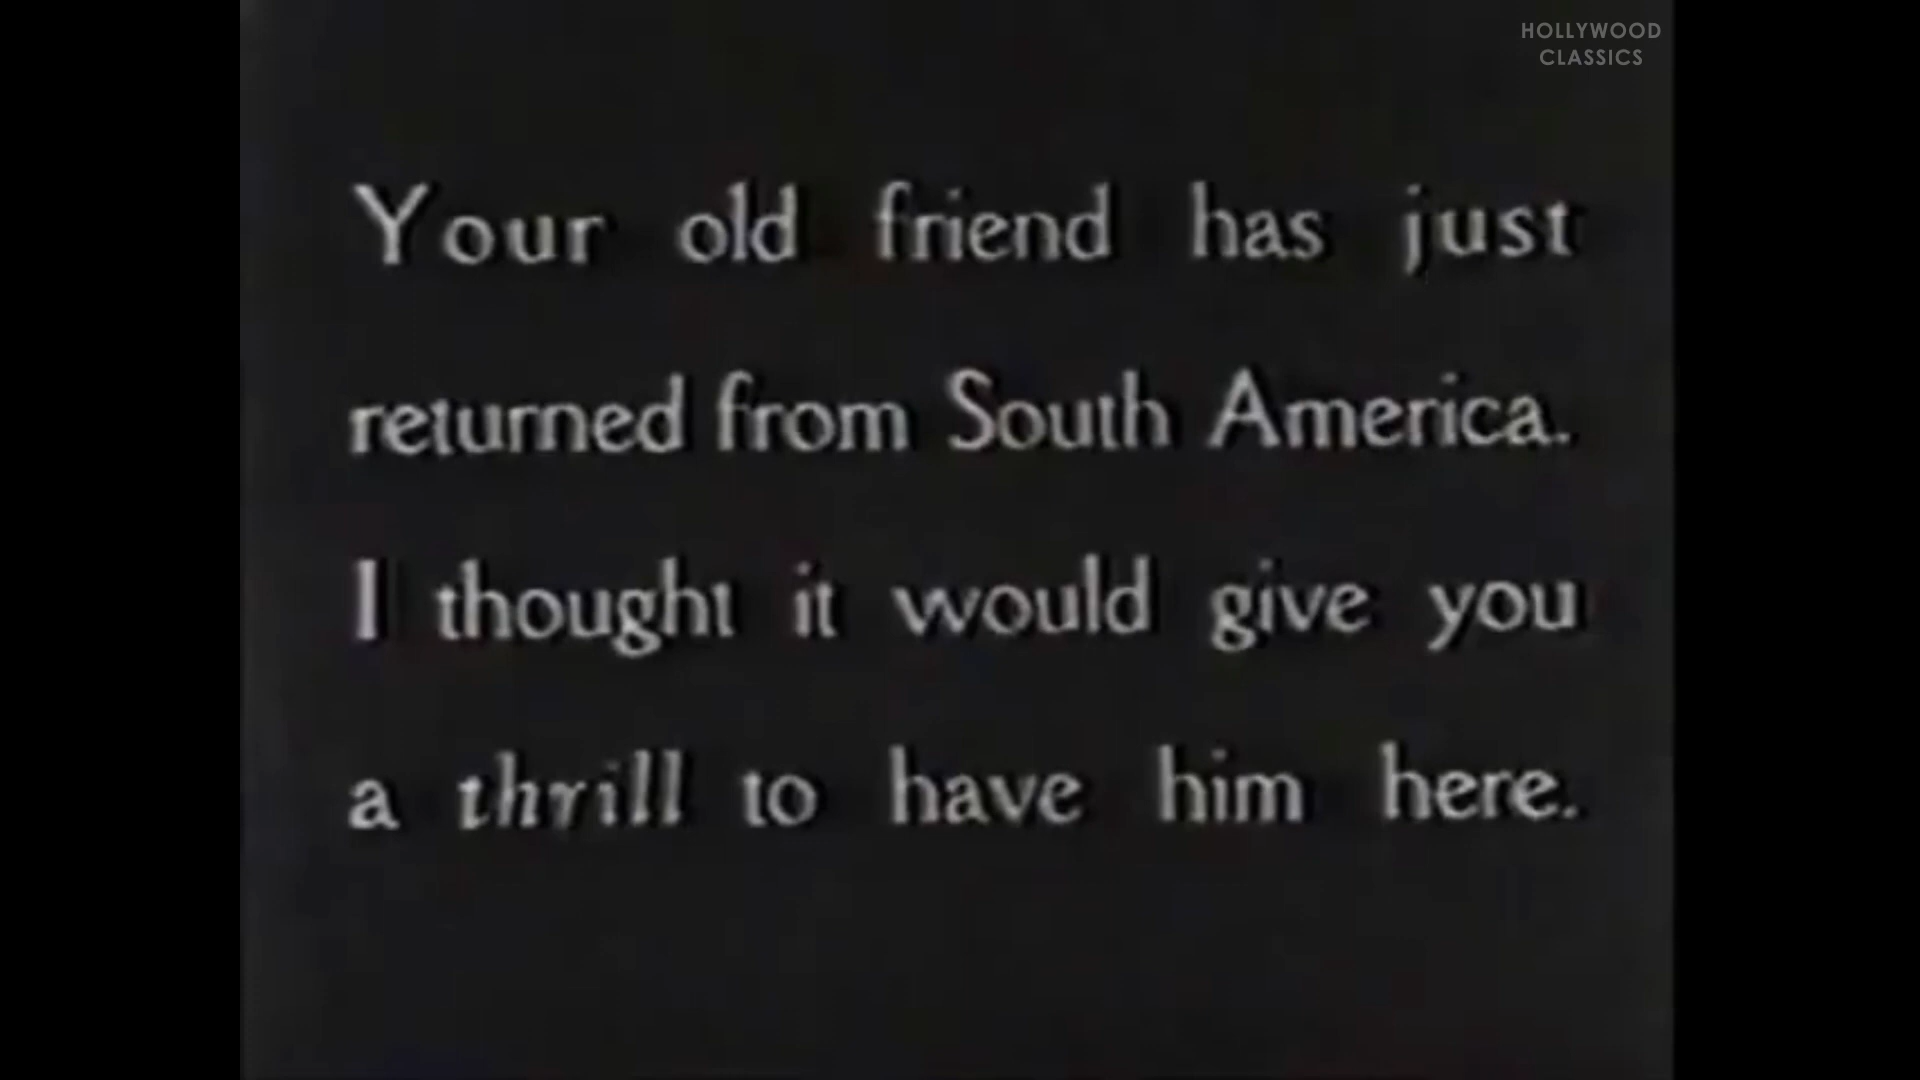 HOLLYWOOD
CLASSICS
Your old friend has just
returned from South America.
I thought it would give you
a thrill to have him here.